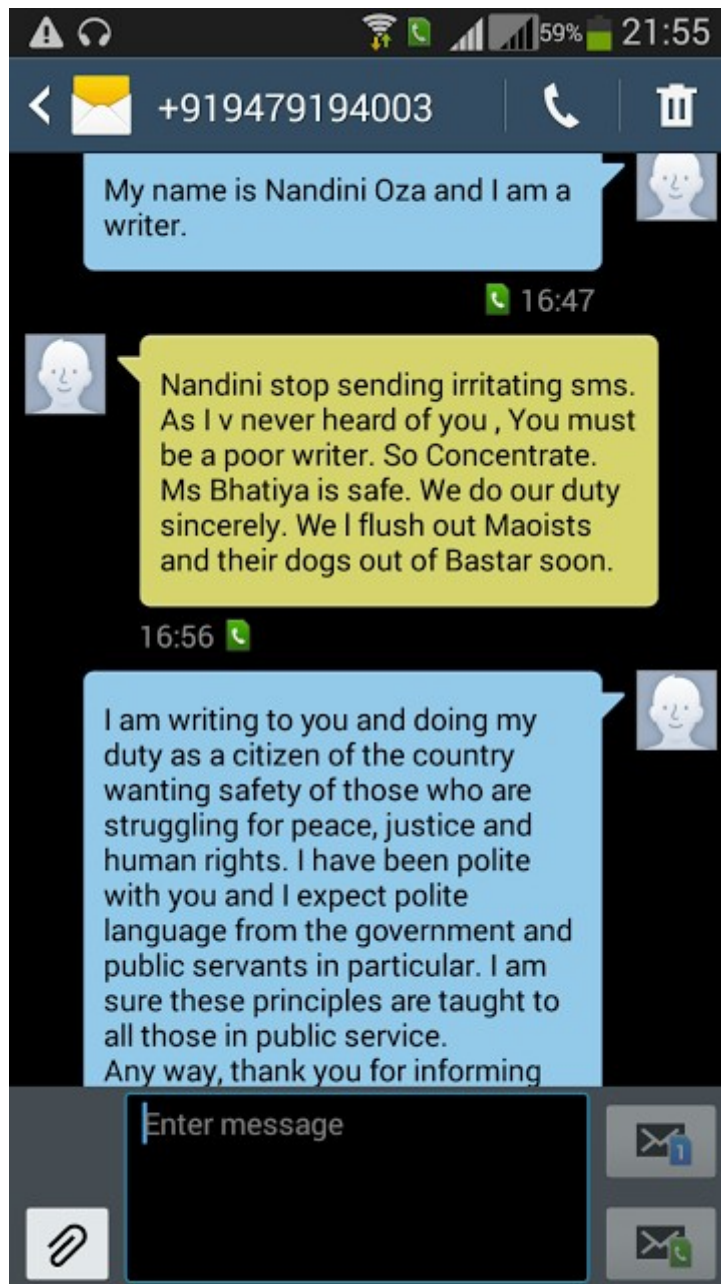 59% 21:55
+919479194003
My name is Nandini Oza and I am a
writer.
16:47
Nandini stop sending irritating sms.
As I v never heard of you , You must
be a poor writer. So Concentrate.
Ms Bhatiya is safe. We do our duty
sincerely. We l flush out Maoists
and their dogs out of Bastar soon.
16:56
I am writing to you and doing my
duty as a citizen of the country
wanting safety of those who are
struggling for peace, justice and
human rights. I have been polite
with you and I expect polite
language from the government and
public servants in particular. I am
sure these principles are taught to
all those in public service.
Any way, thank you for informing
Enter message
1